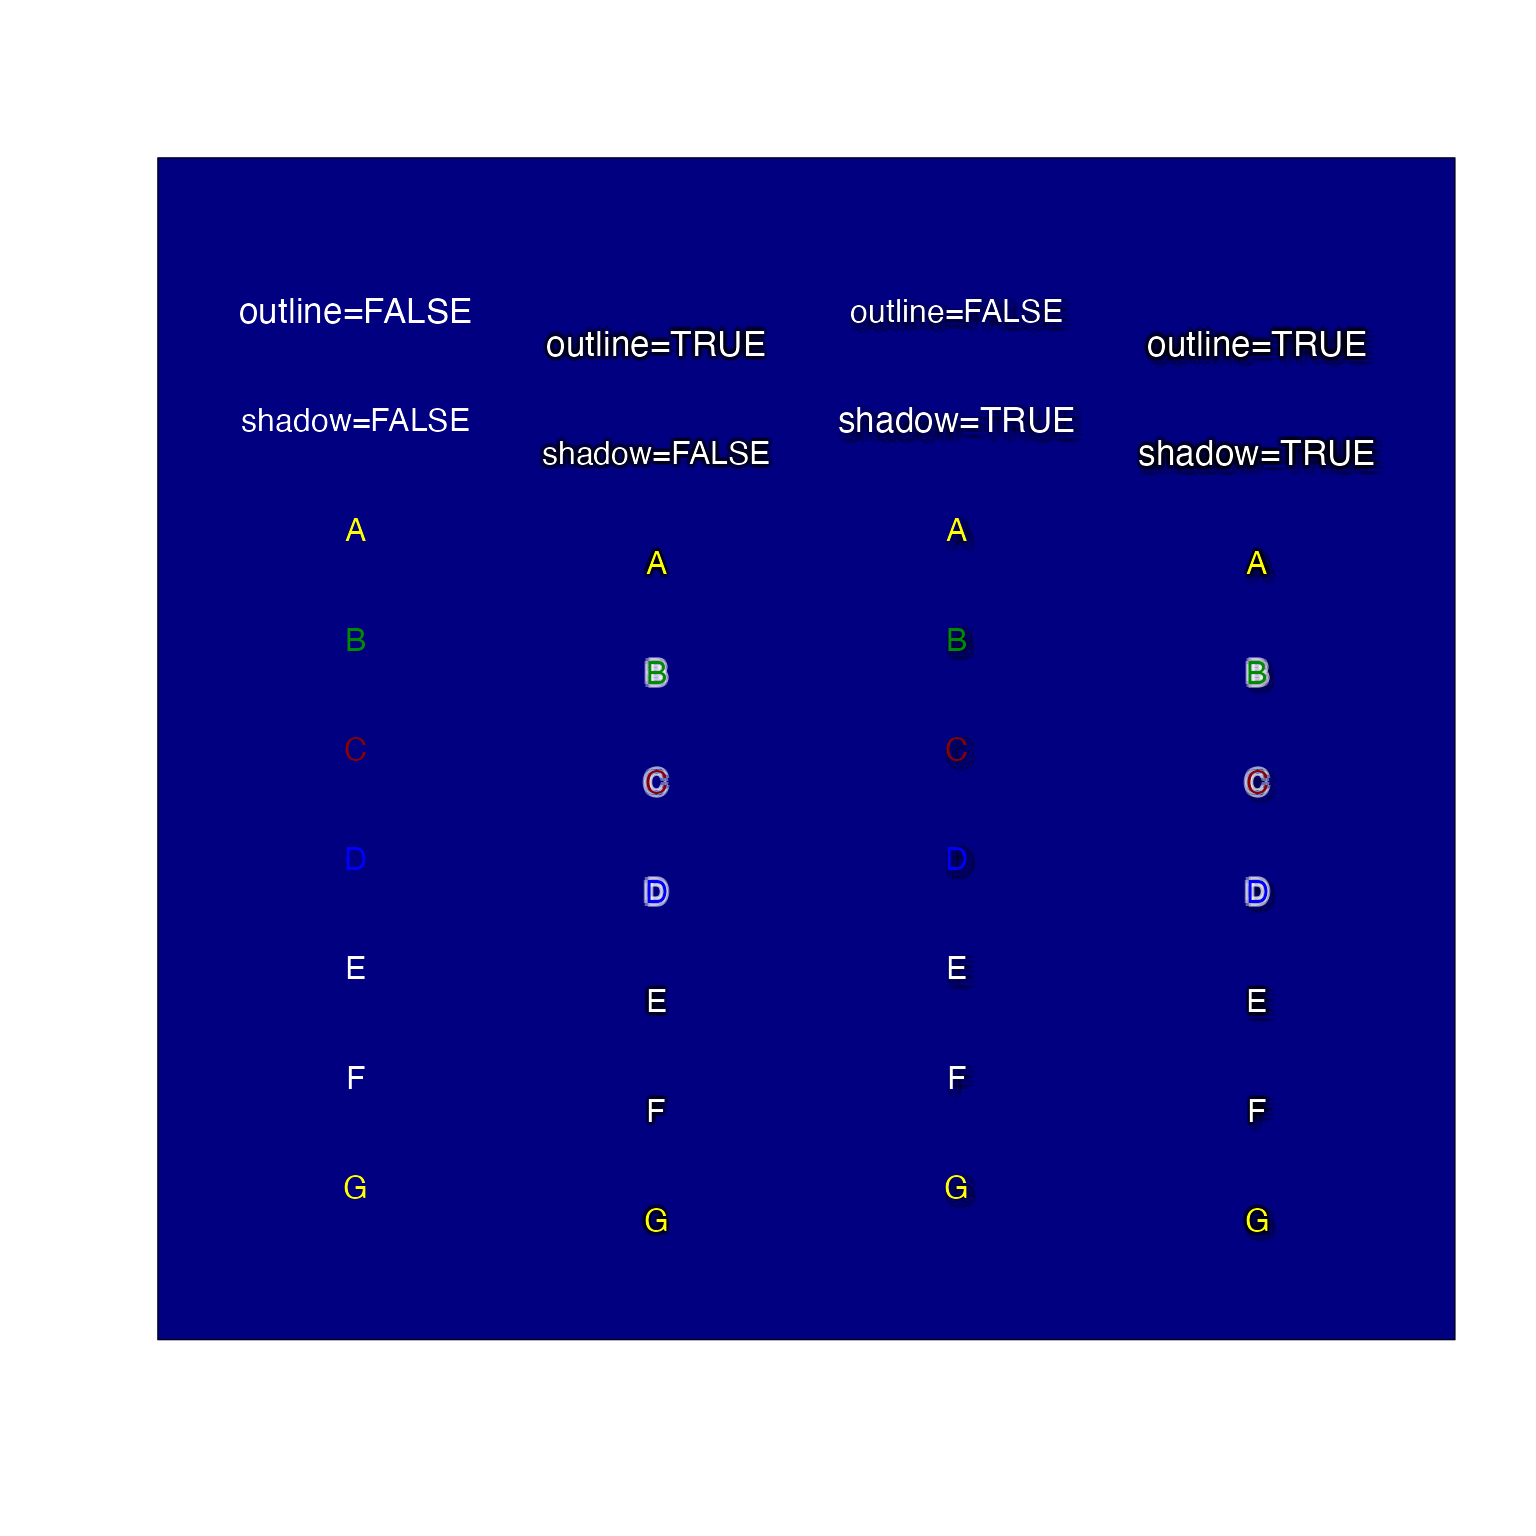 outline=FALSE
shadow=FALSE
A
B
C
D
E
F
G
outline=TRUE
shadow=FALSE
A
B
C
D
E
F
G
outline=FALSE
shadow=TRUE
A
B
C
D
E
F
G
outline=TRUE
shadow=TRUE
A
B
C
D
E
F
G